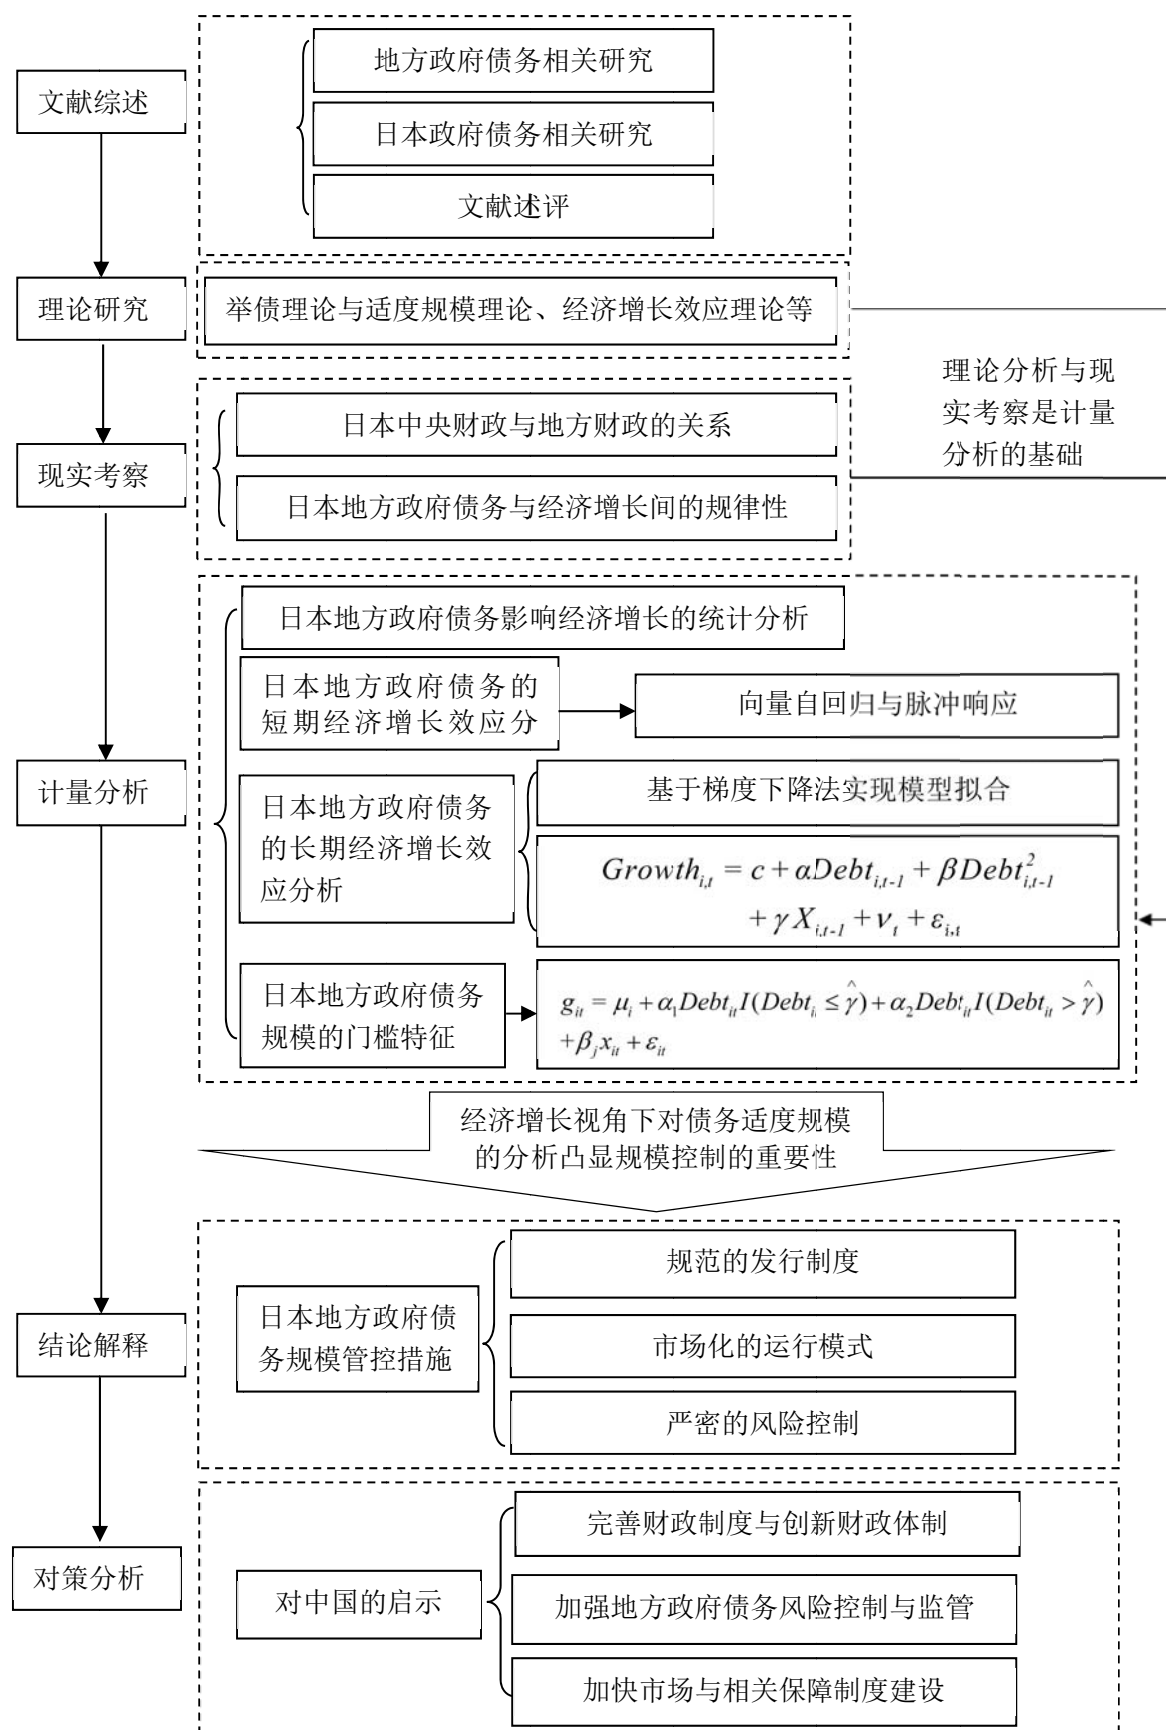 文献综述
地方政府债务相关研究
日本政府债务相关研究
文献述评
理论研究
举债理论与适度规模理论、经济增长效应理论等
理论分析与现
实考察是计量
分析的基础
现实考察
日本中央财政与地方财政的关系
日本地方政府债务与经济增长间的规律性
计量分析
日本地方政府债务影响经济增长的统计分析
日本地方政府债务的
短期经济增长效应分
向量自回归与脉冲响应
日本地方政府债务
的长期经济增长效
应分析
基于梯度下降法实现模型拟合
Growth_{i,t} = c + αDebt_{i,t-1} + βDebt²_{i,t-1}
+ γX_{i,t-1} + ν_t + ε_{i,t}
日本地方政府债务
规模的门槛特征
g_{it} = μ_i + α_1Debt_{it}I(Debt_{it} ≤ γ̂) + α_2Debt_{it}I(Debt_{it} > γ̂)
+β_jx_{it} + ε_{it}
经济增长视角下对债务适度规模
的分析凸显规模控制的重要性
结论解释
日本地方政府债
务规模管控措施
规范的发行制度
市场化的运行模式
严密的风险控制
对策分析
对中国的启示
完善财政制度与创新财政体制
加强地方政府债务风险控制与监管
加快市场与相关保障制度建设